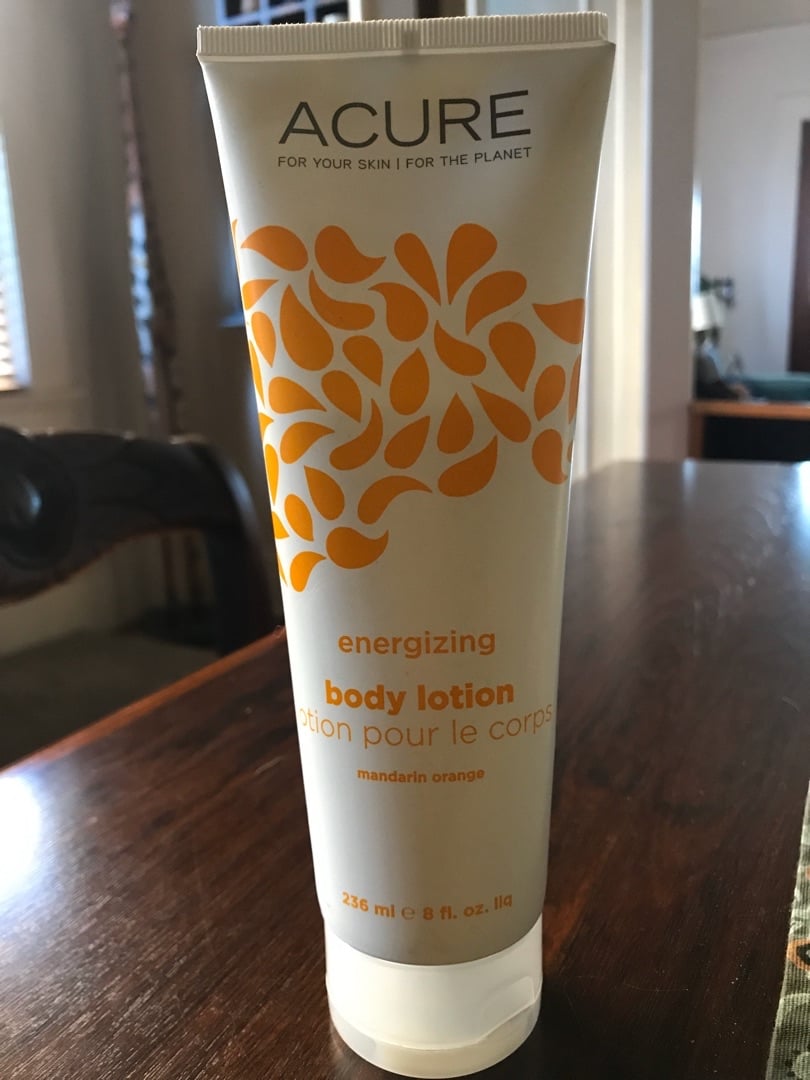 ACURE
FOR YOUR SKIN | FOR THE PLANET
energizing
body lotion
otion pour le corps
mandarin orange
236 ml ℮ 8 fl. oz. liq